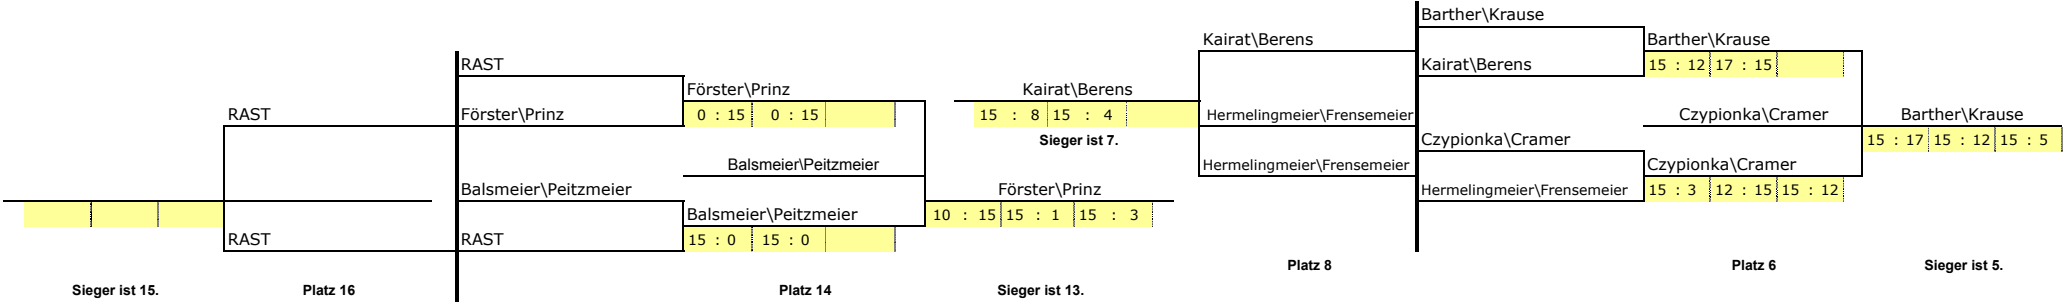 Barther\Krause
Kairat\Berens Barther\Krause
RAST Kairat\Berens 15 : 12 17 : 15
Förster\Prinz Kairat\Berens
RAST Förster\Prinz 0 : 15 0 : 15 15 : 8 15 : 4 Hermelingmeier\Frensemeier Czypionka\Cramer Barther\Krause
Sieger ist 7. Czypionka\Cramer 15 : 17 15 : 12 15 : 5
Balsmeier\Peitzmeier Hermelingmeier\Frensemeier Czypionka\Cramer
Balsmeier\Peitzmeier Förster\Prinz Hermelingmeier\Frensemeier 15 : 3 12 : 15 15 : 12
Balsmeier\Peitzmeier 10 : 15 15 : 1 15 : 3
RAST RAST 15 : 0 15 : 0
Platz 8 Platz 6 Sieger ist 5.
Sieger ist 15. Platz 16 Platz 14 Sieger ist 13.